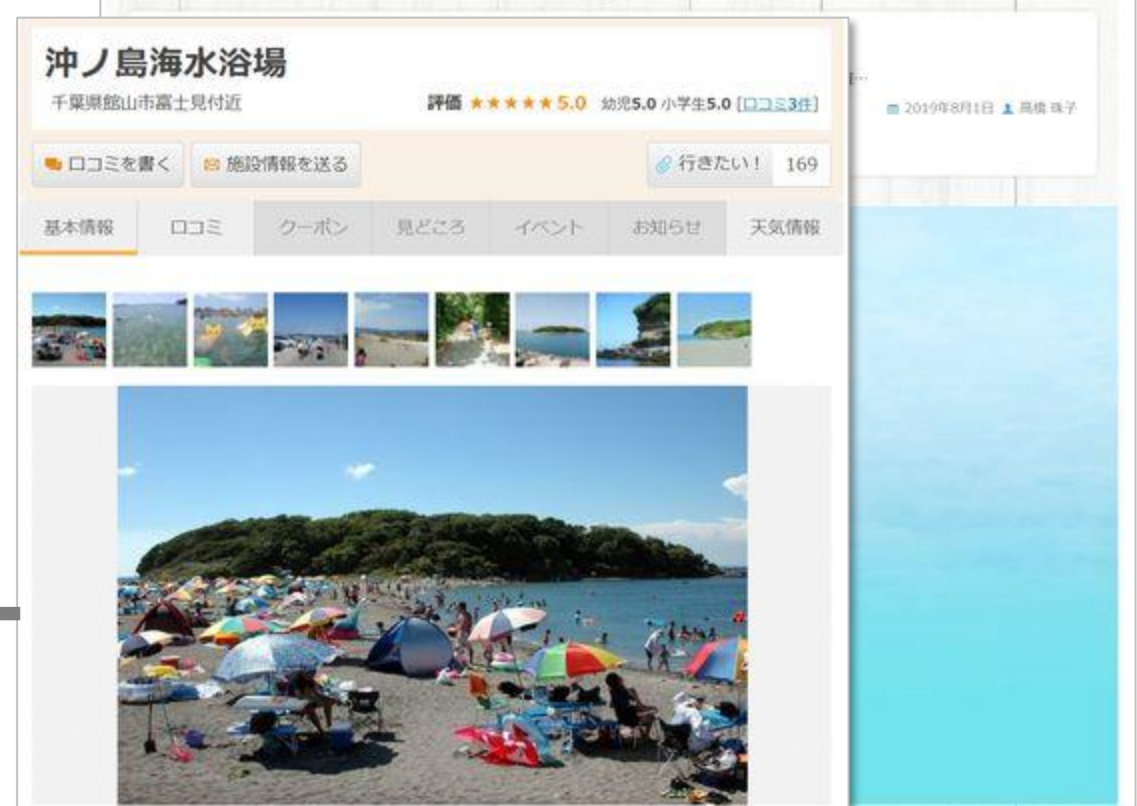 沖ノ島海水浴場
千葉県館山市富士見付近
評価 ★★★★★5.0 幼児5.0 小学生5.0 [口コミ3件]
口コミを書く
施設情報を送る
行きたい! 169
基本情報 口コミ クーポン 見どころ イベント お知らせ 天気情報
2019年8月1日 高橋 珠子